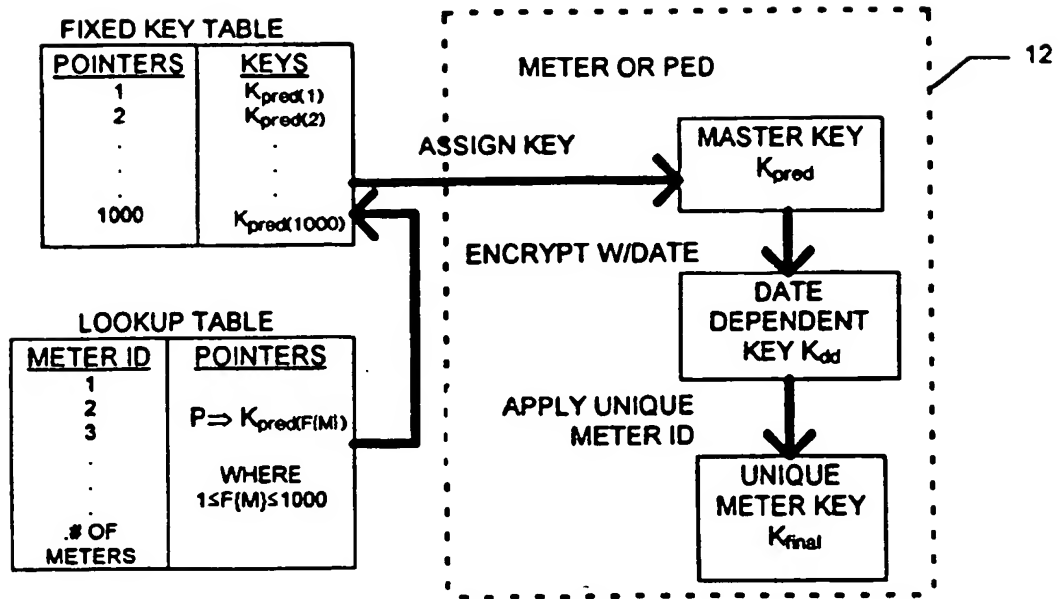 FIXED KEY TABLE
POINTERS KEYS
1 Kpred(1)
2 Kpred(2)
. .
. .
. .
1000 Kpred(1000)
LOOKUP TABLE
METER ID POINTERS
1
2
3
P⇒ Kpred(F{M})
.
.
WHERE
1≤F{M}≤1000
.# OF
METERS
METER OR PED
12
ASSIGN KEY
MASTER KEY
Kpred
ENCRYPT W/DATE
DATE
DEPENDENT
KEY Kdd
APPLY UNIQUE
METER ID
UNIQUE
METER KEY
Kfinal